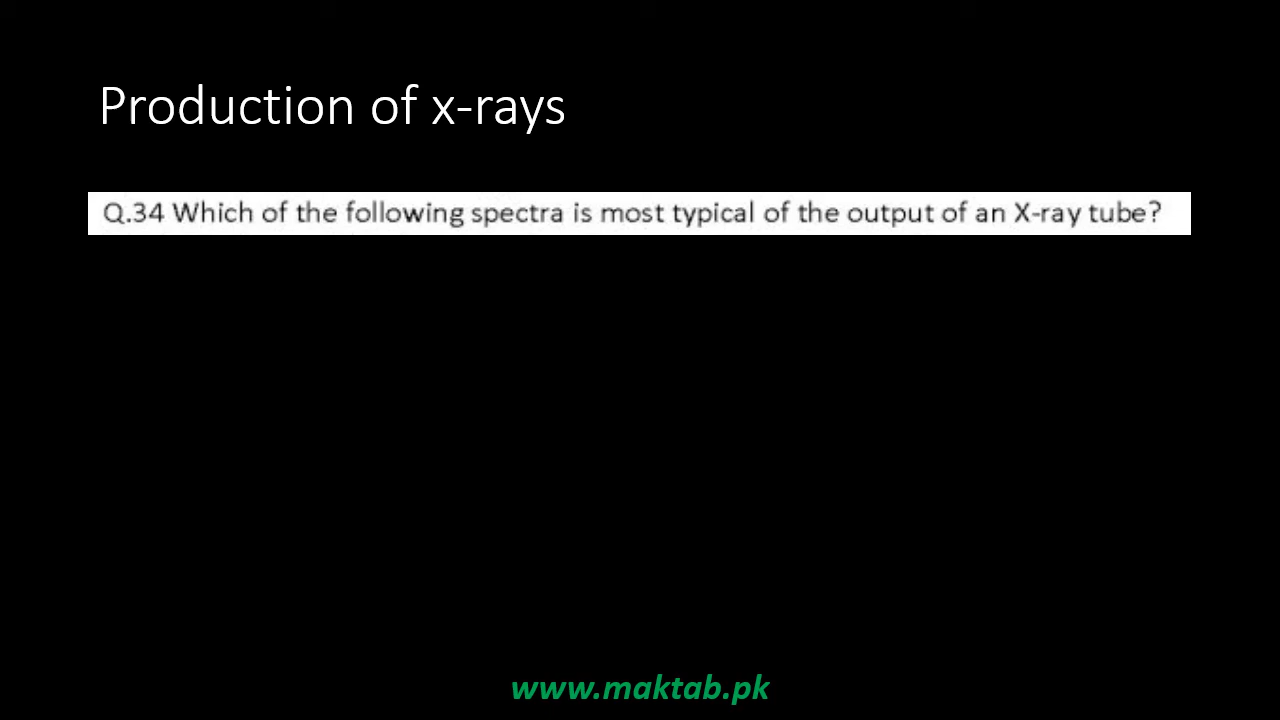 Production of x-rays
Q.34 Which of the following spectra is most typical of the output of an X-ray tube?
www.maktab.pk